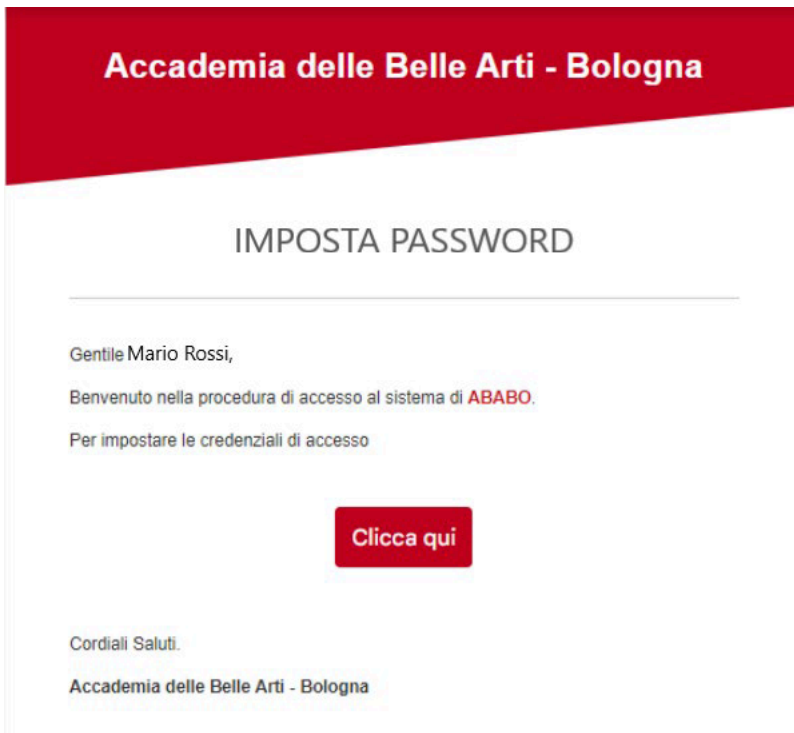 Accademia delle Belle Arti - Bologna
IMPOSTA PASSWORD
Gentile Mario Rossi,
Benvenuto nella procedura di accesso al sistema di ABABO.
Per impostare le credenziali di accesso
Clicca qui
Cordiali Saluti.
Accademia delle Belle Arti - Bologna